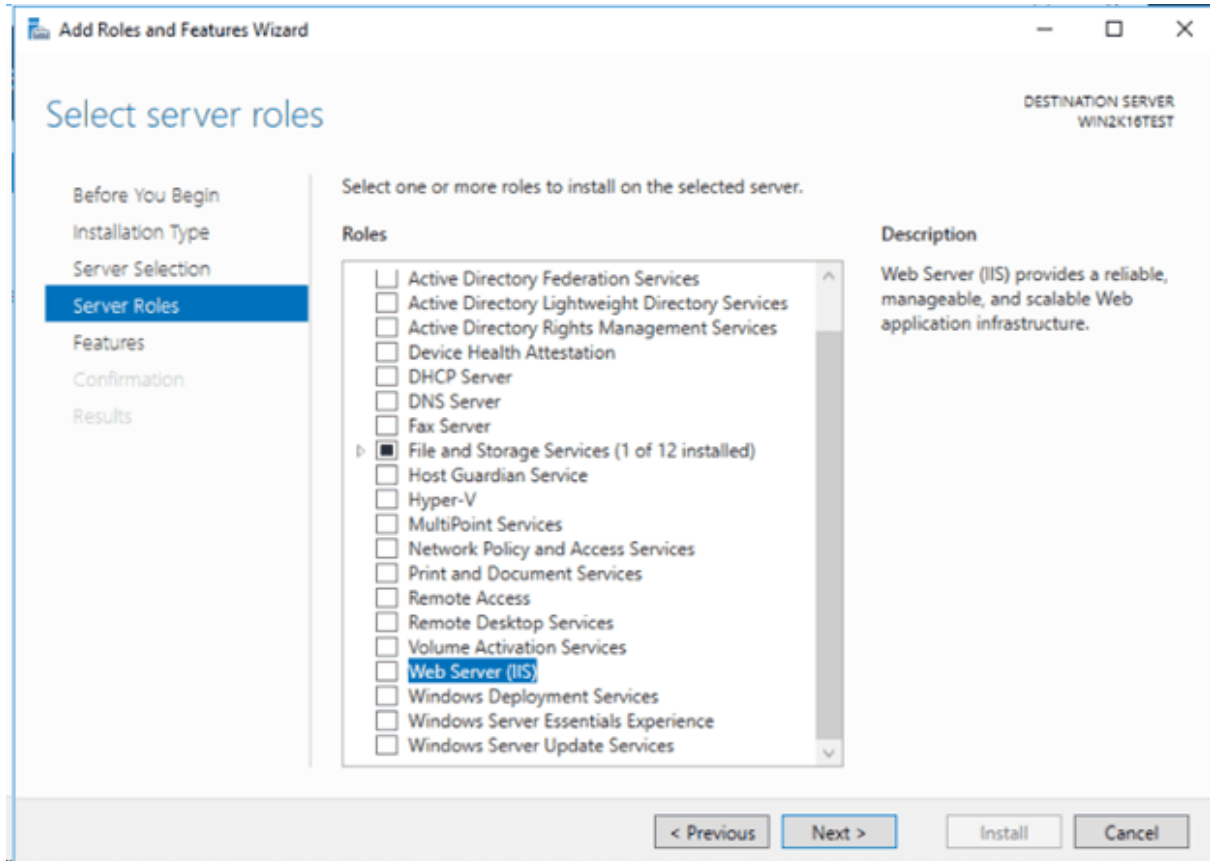 Add Roles and Features Wizard
Select server roles
DESTINATION SERVER
WIN2K16TEST
Before You Begin
Installation Type
Server Selection
Server Roles
Features
Confirmation
Results
Select one or more roles to install on the selected server.
Roles
Active Directory Federation Services
Active Directory Lightweight Directory Services
Active Directory Rights Management Services
Device Health Attestation
DHCP Server
DNS Server
Fax Server
File and Storage Services (1 of 12 installed)
Host Guardian Service
Hyper-V
MultiPoint Services
Network Policy and Access Services
Print and Document Services
Remote Access
Remote Desktop Services
Volume Activation Services
Web Server (IIS)
Windows Deployment Services
Windows Server Essentials Experience
Windows Server Update Services
Description
Web Server (IIS) provides a reliable,
manageable, and scalable Web
application infrastructure.
< Previous
Next >
Install
Cancel